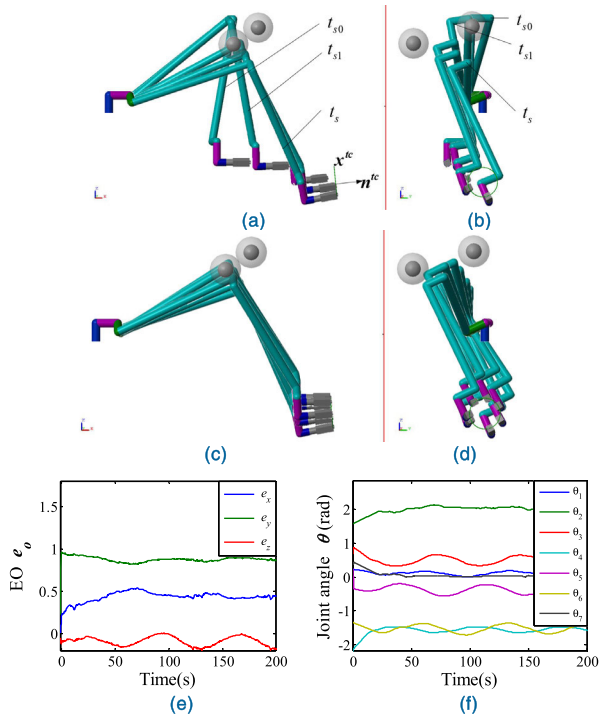 t_s0
t_s1
t_s
x^tc
n^tc
(a)
t_s0
t_s1
t_s
(b)
(c)
(d)
1.5
1
0.5
0
EO e_o
e_x
e_y
e_z
0 50 100 150 200
Time(s)
(e)
2
1
0
-1
-2
Joint angle θ (rad)
θ_1
θ_2
θ_3
θ_4
θ_5
θ_6
θ_7
0 50 100 150 200
Time(s)
(f)